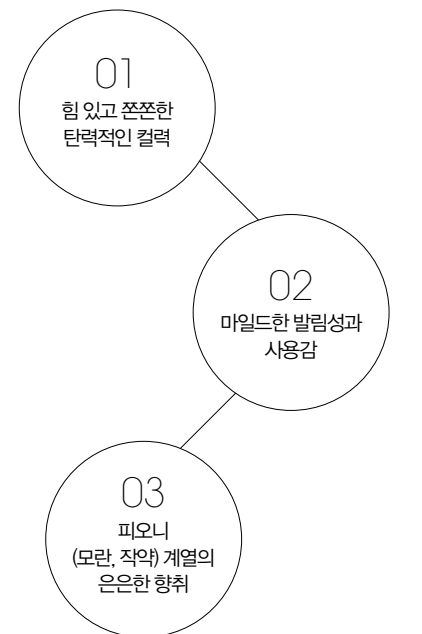 01
힘 있고 쫀쫀한
탄력적인 컬력
02
마일드한 발림성과
사용감
03
피오니
(모란, 작약) 계열의
은은한 향취